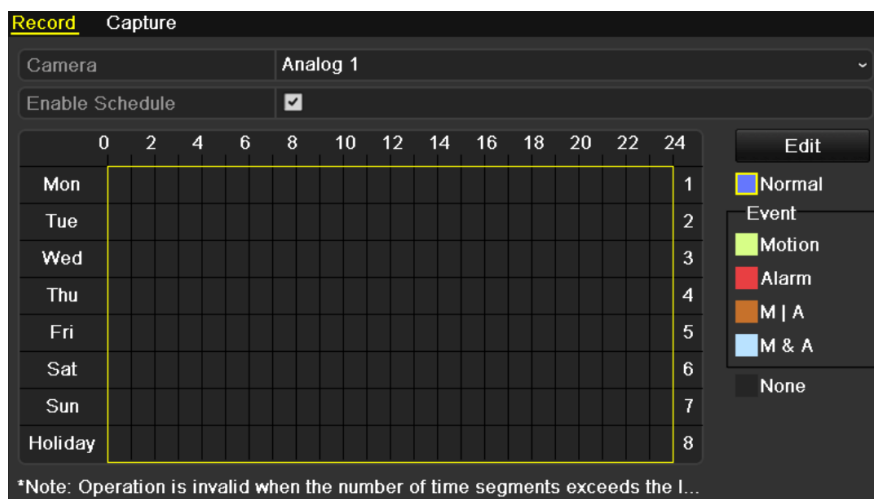 Record Capture
Camera Analog 1
Enable Schedule
0 2 4 6 8 10 12 14 16 18 20 22 24
Edit
Mon 1
Normal
Tue 2
Event
Wed 3
Motion
Thu 4
Alarm
Fri 5
M | A
M & A
Sat 6
None
Sun 7
Holiday 8
*Note: Operation is invalid when the number of time segments exceeds the l...